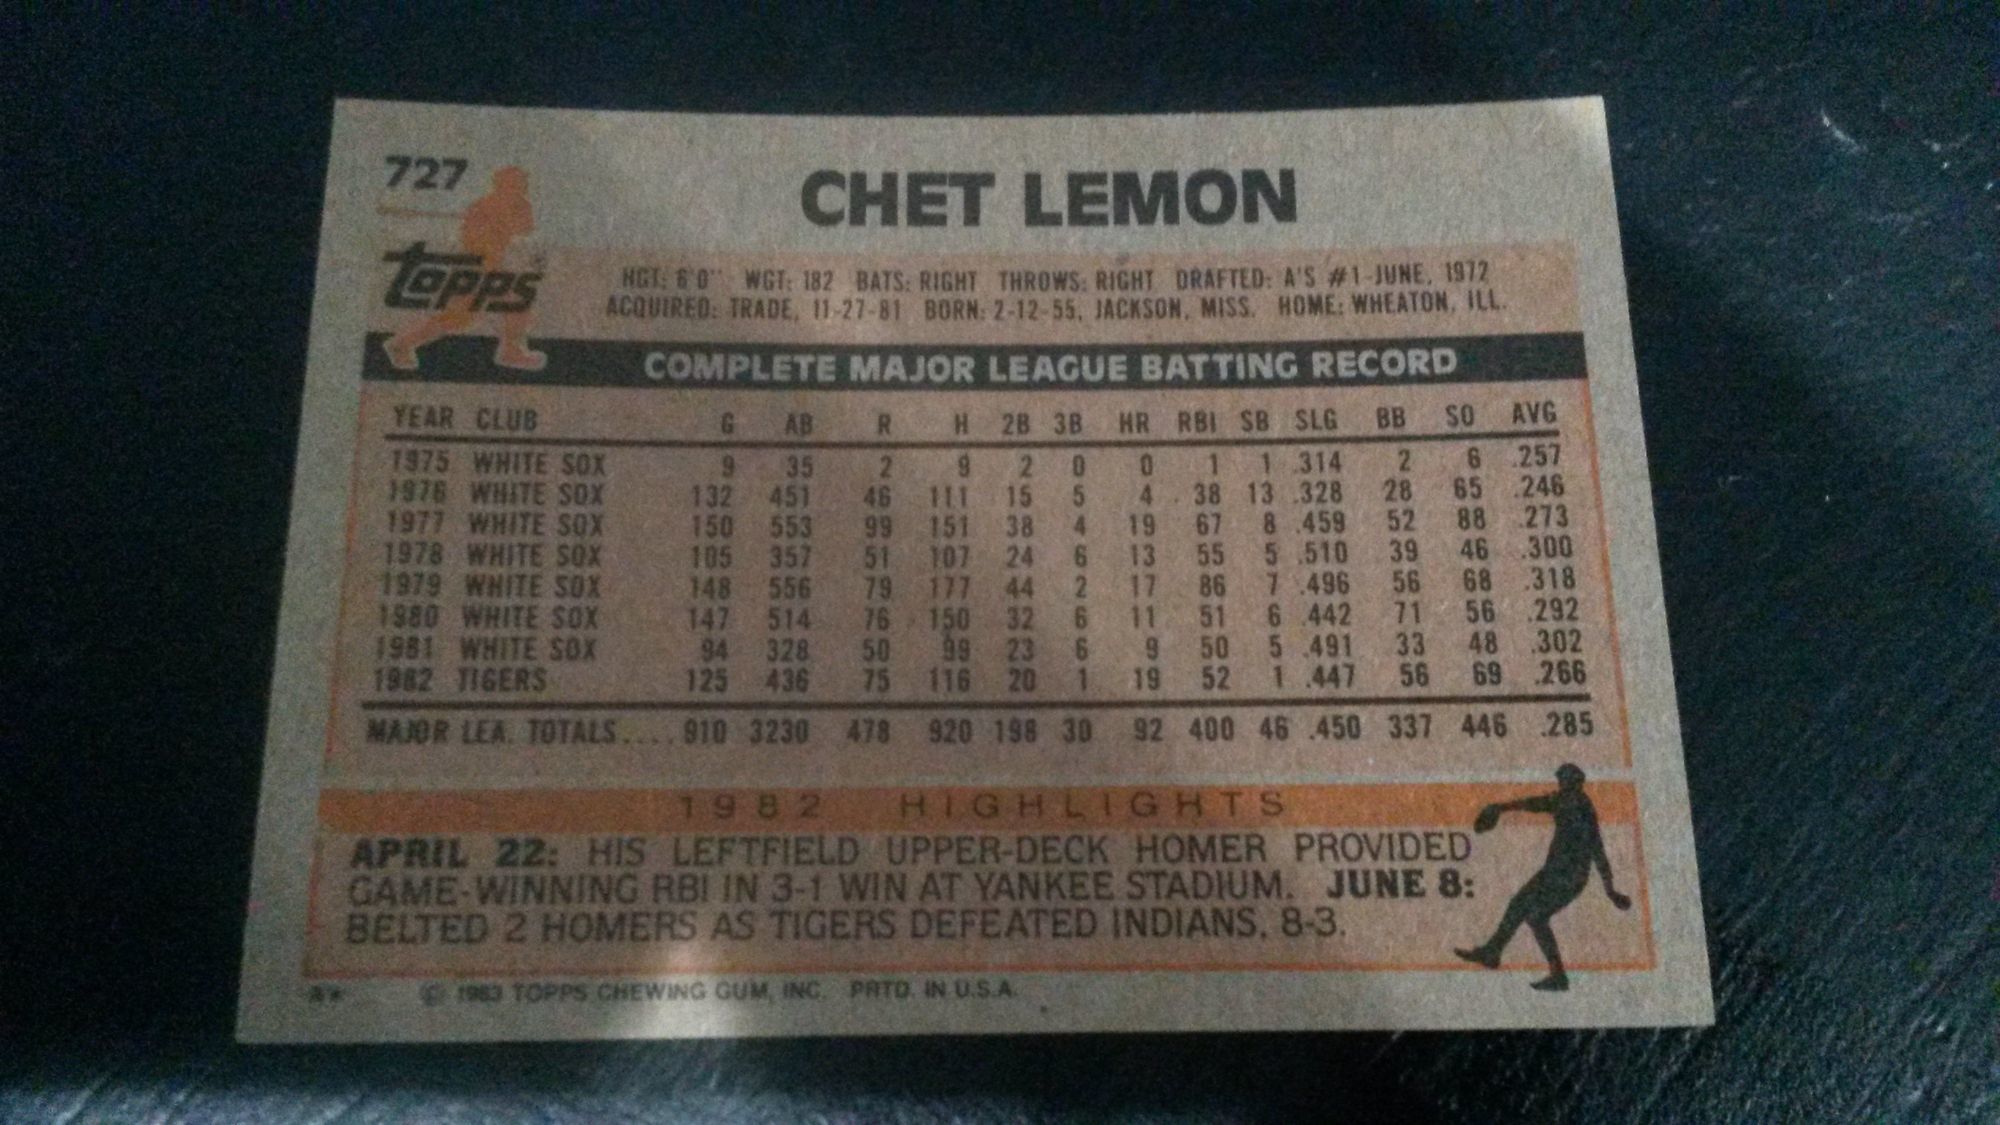 727
CHET LEMON
topps®
HGT: 6'0" WGT: 182 BATS: RIGHT THROWS: RIGHT DRAFTED: A'S #1-JUNE, 1972
ACQUIRED: TRADE, 11-27-81 BORN: 2-12-55, JACKSON, MISS. HOME: WHEATON, ILL.
COMPLETE MAJOR LEAGUE BATTING RECORD
YEAR CLUB G AB R H 2B 3B HR RBI SB SLG BB SO AVG
1975 WHITE SOX 9 35 2 9 2 0 0 1 1 .314 2 6 .257
1976 WHITE SOX 132 451 46 111 15 5 4 38 13 .328 28 65 .246
1977 WHITE SOX 150 553 99 151 38 4 19 67 8 .459 52 88 .273
1978 WHITE SOX 105 357 51 107 24 6 13 55 5 .510 39 46 .300
1979 WHITE SOX 148 556 79 177 44 2 17 86 7 .496 56 68 .318
1980 WHITE SOX 147 514 76 150 32 6 11 51 6 .442 71 56 .292
1981 WHITE SOX 94 328 50 99 23 6 9 50 5 .491 33 48 .302
1982 TIGERS 125 436 75 116 20 1 19 52 1 .447 56 69 .266
MAJOR LEA. TOTALS.... 910 3230 478 920 198 30 92 400 46 .450 337 446 .285
1982 HIGHLIGHTS
APRIL 22: HIS LEFTFIELD UPPER-DECK HOMER PROVIDED
GAME-WINNING RBI IN 3-1 WIN AT YANKEE STADIUM. JUNE 8:
BELTED 2 HOMERS AS TIGERS DEFEATED INDIANS, 8-3.
© 1983 TOPPS CHEWING GUM, INC. PRTD. IN U.S.A.